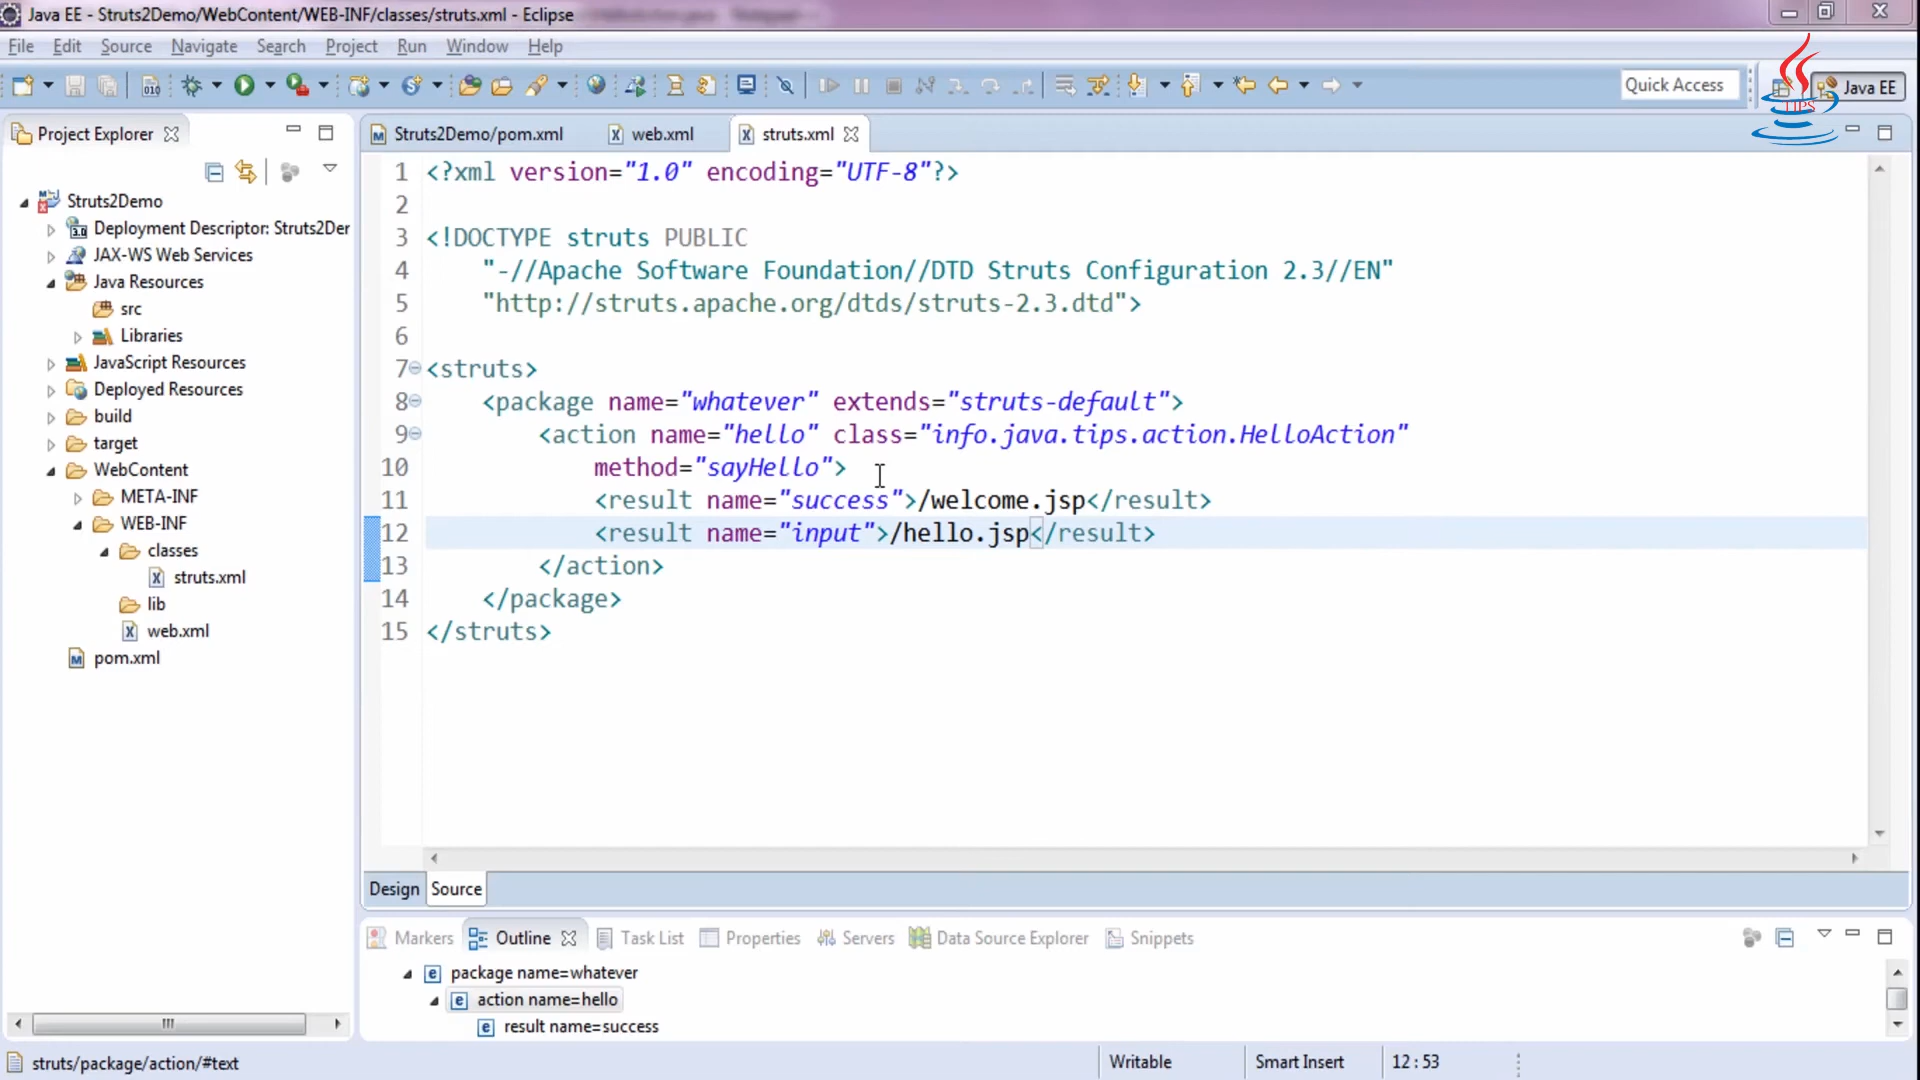 Java EE - Struts2Demo/WebContent/WEB-INF/classes/struts.xml - Eclipse
File Edit Source Navigate Search Project Run Window Help
Quick Access
Java EE
TIPS
Project Explorer
Struts2Demo
Deployment Descriptor: Struts2Der
JAX-WS Web Services
Java Resources
src
Libraries
JavaScript Resources
Deployed Resources
build
target
WebContent
META-INF
WEB-INF
classes
struts.xml
lib
web.xml
pom.xml
Struts2Demo/pom.xml web.xml struts.xml
1 <?xml version="1.0" encoding="UTF-8"?>
2
3 <!DOCTYPE struts PUBLIC
4 "-//Apache Software Foundation//DTD Struts Configuration 2.3//EN"
5 "http://struts.apache.org/dtds/struts-2.3.dtd">
6
7 <struts>
8 <package name="whatever" extends="struts-default">
9 <action name="hello" class="info.java.tips.action.HelloAction"
10 method="sayHello">
11 <result name="success">/welcome.jsp</result>
12 <result name="input">/hello.jsp</result>
13 </action>
14 </package>
15 </struts>
Design Source
Markers Outline Task List Properties Servers Data Source Explorer Snippets
package name=whatever
action name=hello
result name=success
struts/package/action/#text
Writable Smart Insert 12 : 53